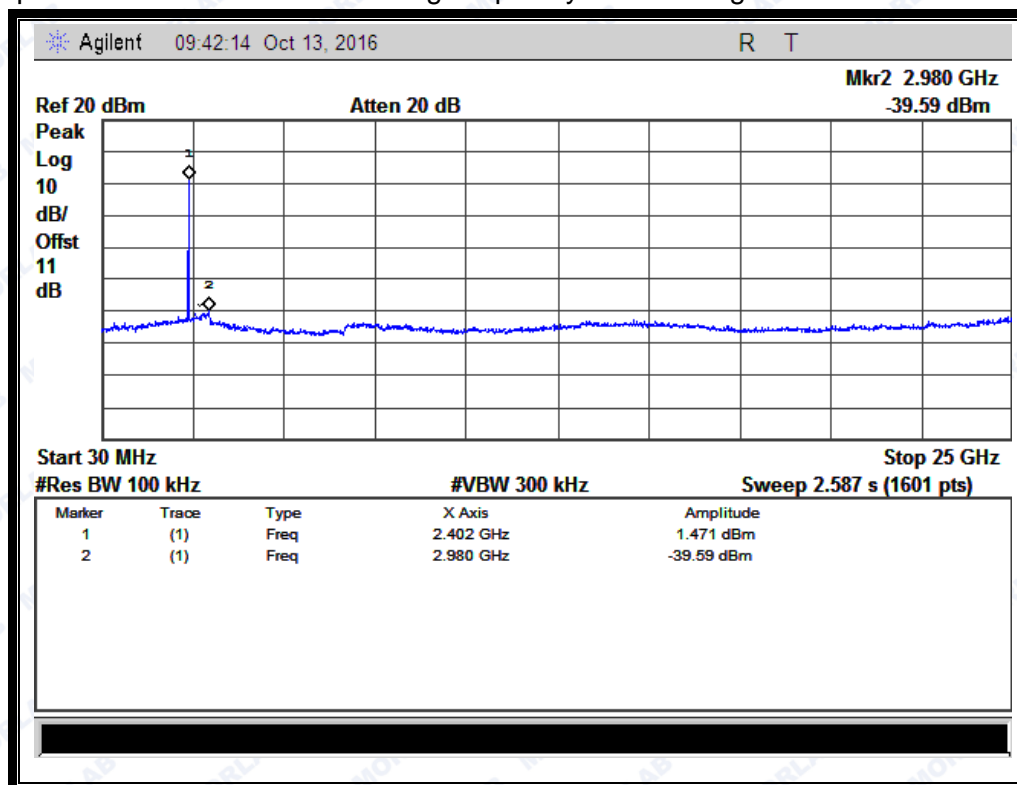 Agilent 09:42:14 Oct 13, 2016 R T
Mkr2 2.980 GHz
Ref 20 dBm Atten 20 dB -39.59 dBm
Peak
Log
10
dB/
Offst
11
dB
1
2
Start 30 MHz Stop 25 GHz
#Res BW 100 kHz #VBW 300 kHz Sweep 2.587 s (1601 pts)
Marker Trace Type X Axis Amplitude
1 (1) Freq 2.402 GHz 1.471 dBm
2 (1) Freq 2.980 GHz -39.59 dBm